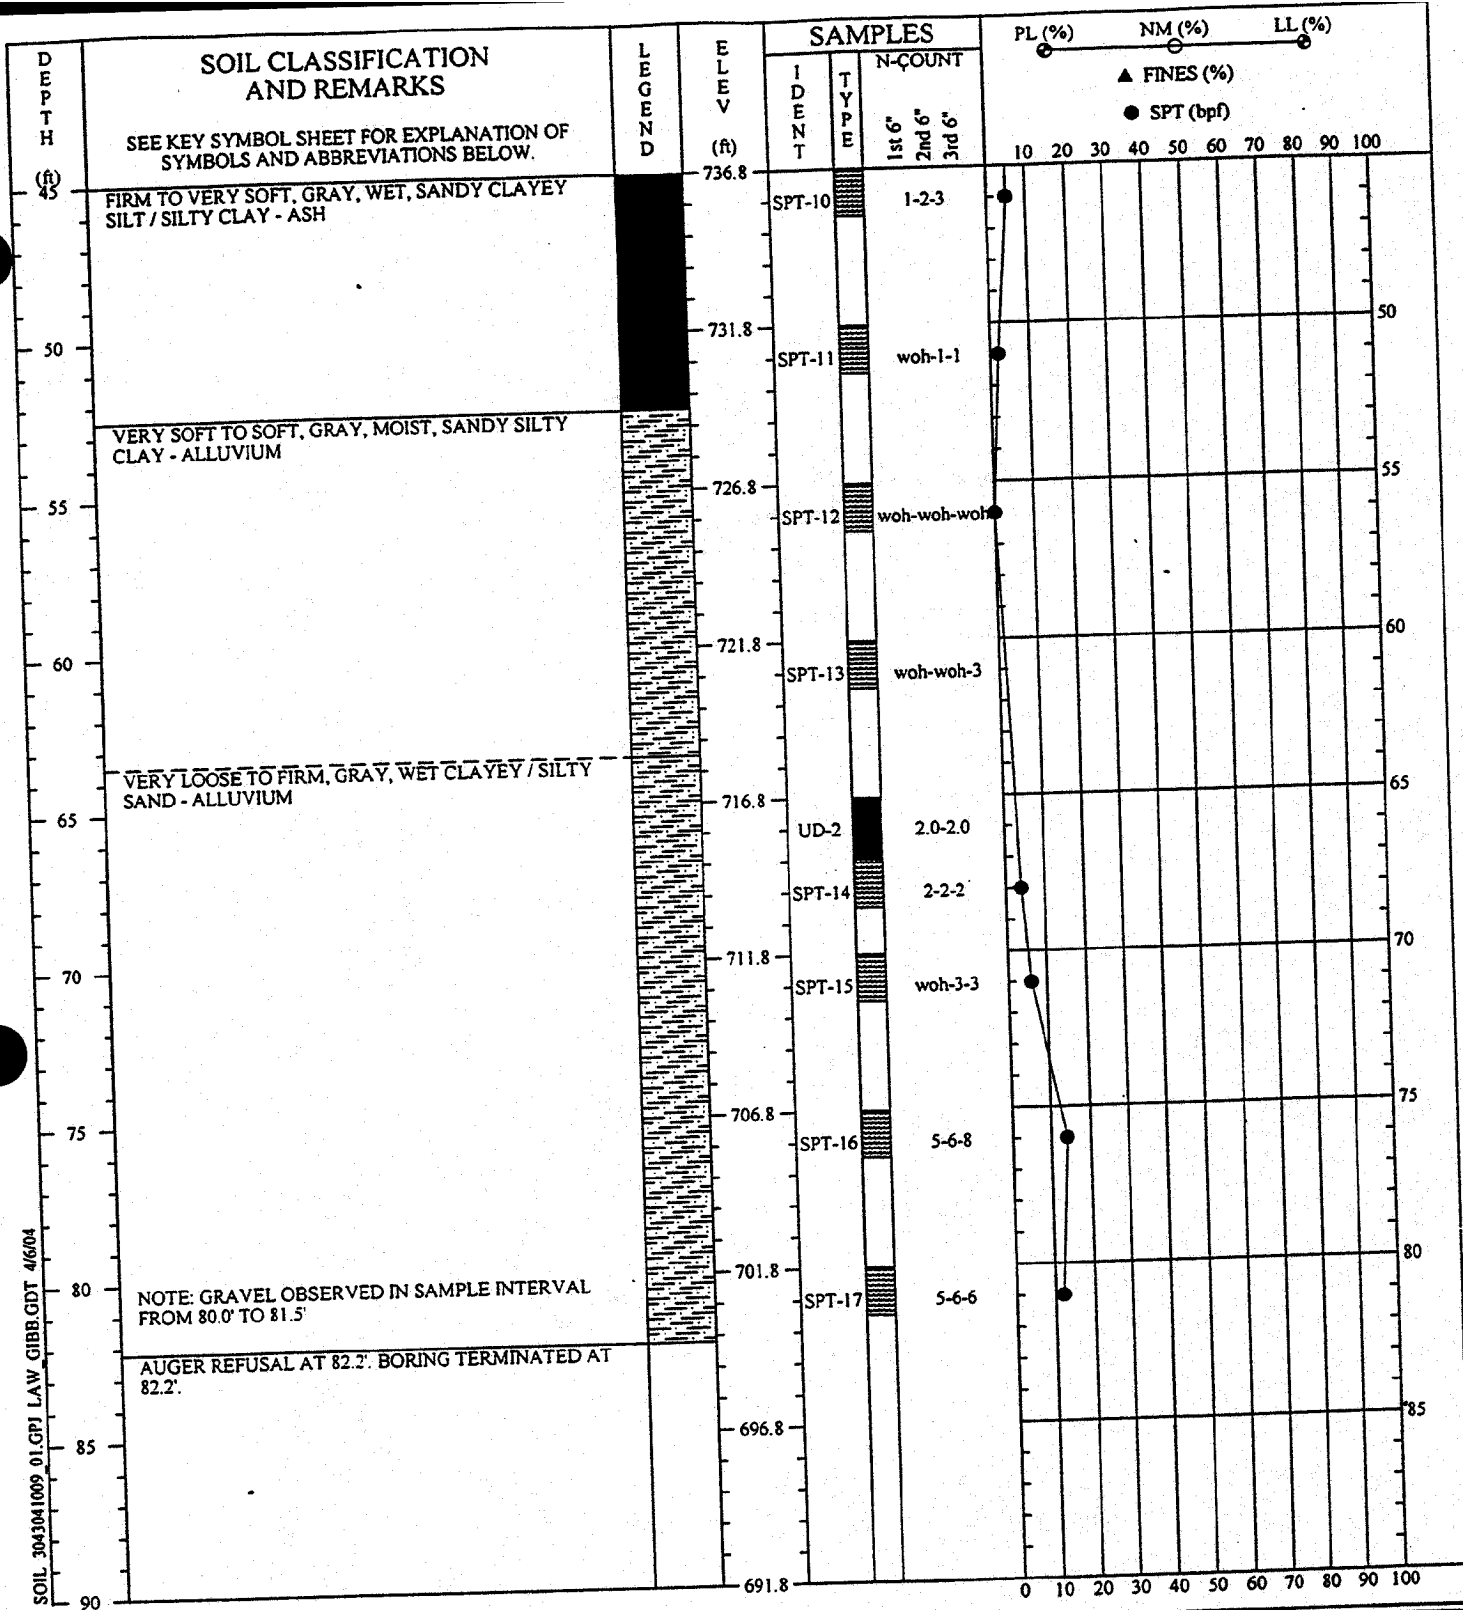 DEPTH (ft)
SOIL CLASSIFICATION
AND REMARKS
SEE KEY SYMBOL SHEET FOR EXPLANATION OF
SYMBOLS AND ABBREVIATIONS BELOW.
LEGEND
ELEV (ft)
SAMPLES
IDENT
TYPE
N-COUNT
1st 6"
2nd 6"
3rd 6"
PL (%) NM (%) LL (%)
▲ FINES (%)
● SPT (bpf)
10 20 30 40 50 60 70 80 90 100
45
FIRM TO VERY SOFT, GRAY, WET, SANDY CLAYEY
SILT / SILTY CLAY - ASH
736.8
SPT-10 1-2-3
50
731.8
SPT-11 woh-1-1
50
VERY SOFT TO SOFT, GRAY, MOIST, SANDY SILTY
CLAY - ALLUVIUM
55
726.8
SPT-12 woh-woh-woh
55
60
721.8
SPT-13 woh-woh-3
60
VERY LOOSE TO FIRM, GRAY, WET CLAYEY / SILTY
SAND - ALLUVIUM
65
716.8
UD-2 2.0-2.0
65
SPT-14 2-2-2
70
711.8
SPT-15 woh-3-3
70
75
706.8
SPT-16 5-6-8
75
80
NOTE: GRAVEL OBSERVED IN SAMPLE INTERVAL
FROM 80.0' TO 81.5'
701.8
SPT-17 5-6-6
80
AUGER REFUSAL AT 82.2'. BORING TERMINATED AT
82.2'.
85
696.8
85
90
691.8
0 10 20 30 40 50 60 70 80 90 100
SOIL 3043041009_01.GPJ LAW_GIBB.GDT 4/6/04